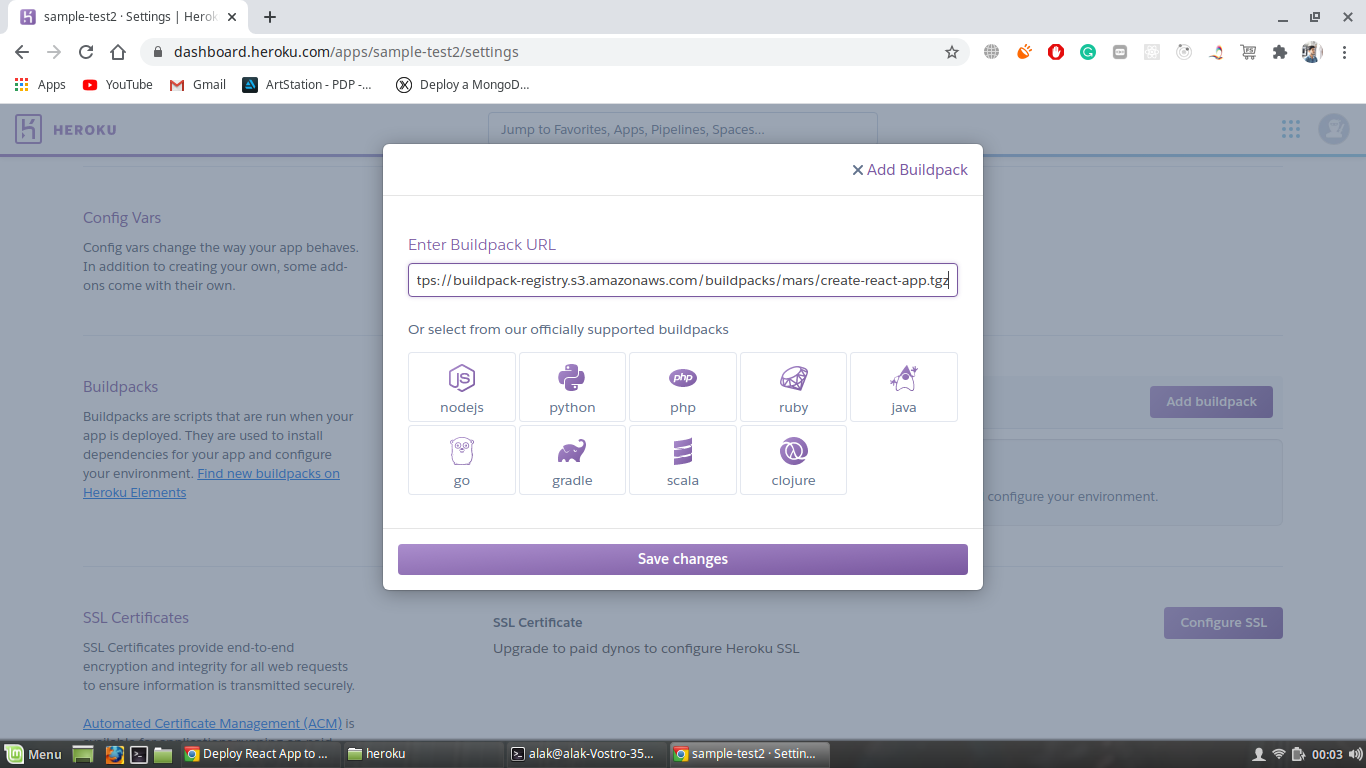 sample-test2 · Settings | Herok
dashboard.heroku.com/apps/sample-test2/settings
Apps
YouTube
Gmail
ArtStation - PDP -...
Deploy a MongoD...
HEROKU
Jump to Favorites, Apps, Pipelines, Spaces...
Add Buildpack
Config Vars
Config vars change the way your app behaves.
In addition to creating your own, some add-
ons come with their own.
Enter Buildpack URL
tps://buildpack-registry.s3.amazonaws.com/buildpacks/mars/create-react-app.tgz
Or select from our officially supported buildpacks
JS
nodejs
python
php
php
ruby
java
go
gradle
scala
clojure
Save changes
Buildpacks
Buildpacks are scripts that are run when your
app is deployed. They are used to install
dependencies for your app and configure
your environment. Find new buildpacks on
Heroku Elements
Add buildpack
configure your environment.
SSL Certificates
SSL Certificates provide end-to-end
encryption and integrity for all web requests
to ensure information is transmitted securely.
Automated Certificate Management (ACM) is
SSL Certificate
Upgrade to paid dynos to configure Heroku SSL
Configure SSL
Menu
Deploy React App to ...
heroku
alak@alak-Vostro-35...
sample-test2 · Settin...
00:03